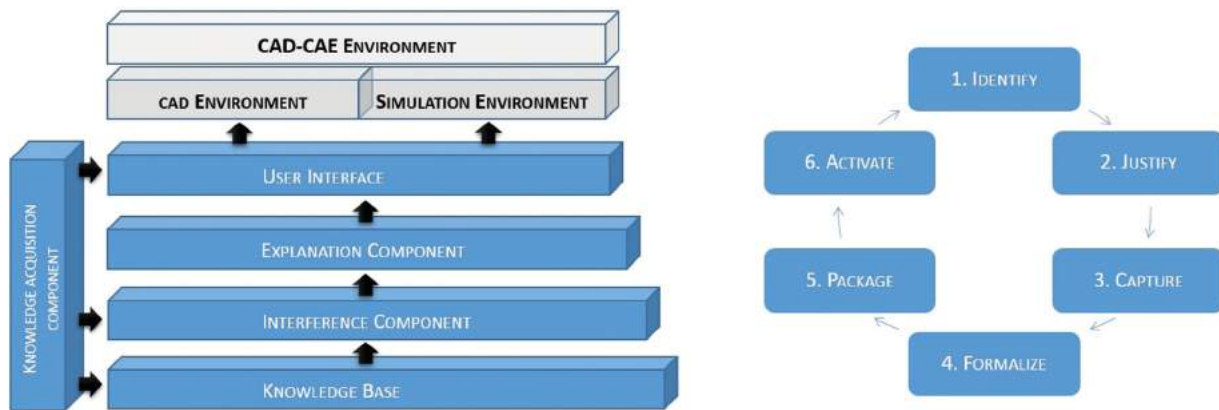 CAD-CAE ENVIRONMENT
CAD ENVIRONMENT
SIMULATION ENVIRONMENT
USER INTERFACE
EXPLANATION COMPONENT
INTERFERENCE COMPONENT
KNOWLEDGE BASE
KNOWLEDGE ACQUISITION
COMPONENT
1. IDENTIFY
2. JUSTIFY
3. CAPTURE
4. FORMALIZE
5. PACKAGE
6. ACTIVATE